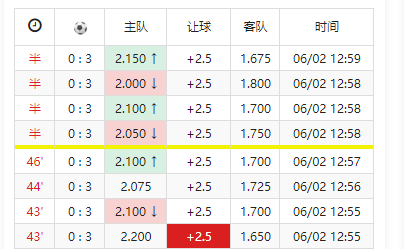 主队 让球 客队 时间
半 0 : 3 2.150 ↑ +2.5 1.675 06/02 12:59
半 0 : 3 2.000 ↓ +2.5 1.800 06/02 12:58
半 0 : 3 2.100 ↑ +2.5 1.700 06/02 12:58
半 0 : 3 2.050 ↓ +2.5 1.750 06/02 12:58
46' 0 : 3 2.100 ↑ +2.5 1.700 06/02 12:57
44' 0 : 3 2.075 +2.5 1.725 06/02 12:56
43' 0 : 3 2.100 ↓ +2.5 1.700 06/02 12:55
43' 0 : 3 2.200 +2.5 1.650 06/02 12:55